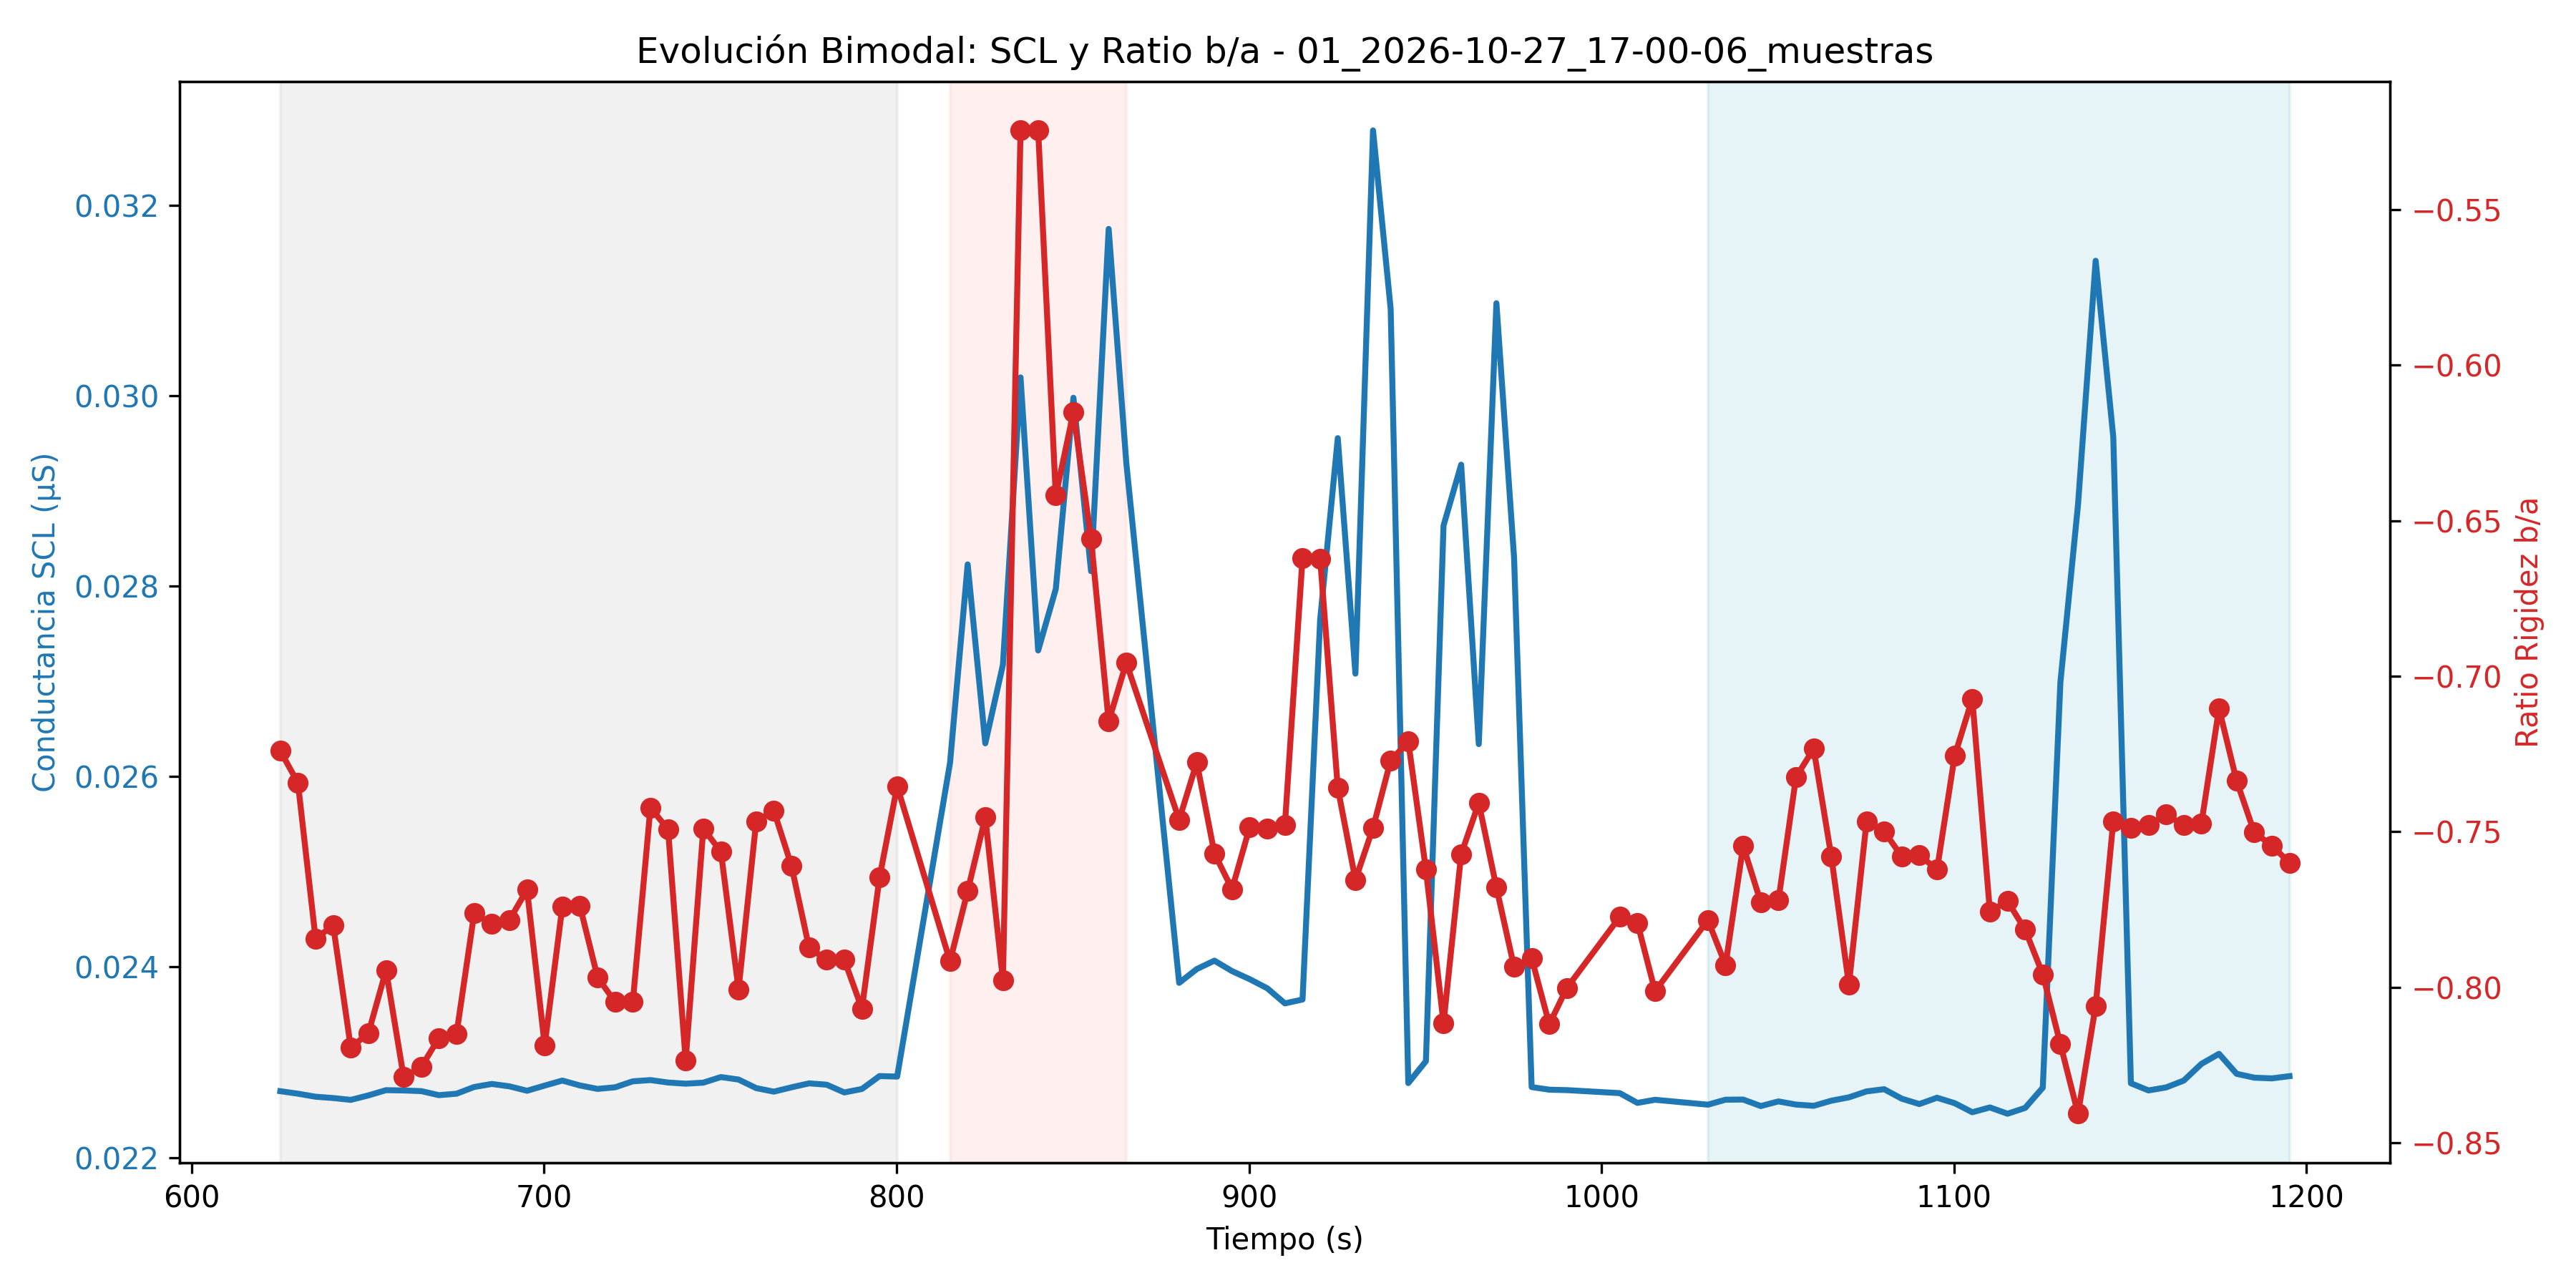 Evolución Bimodal: SCL y Ratio b/a - 01_2026-10-27_17-00-06_muestras
Conductancia SCL (µS)
0.032
0.030
0.028
0.026
0.024
0.022
−0.55
−0.60
−0.65
−0.70
−0.75
−0.80
−0.85
Ratio Rigidez b/a
600 700 800 900 1000 1100 1200
Tiempo (s)